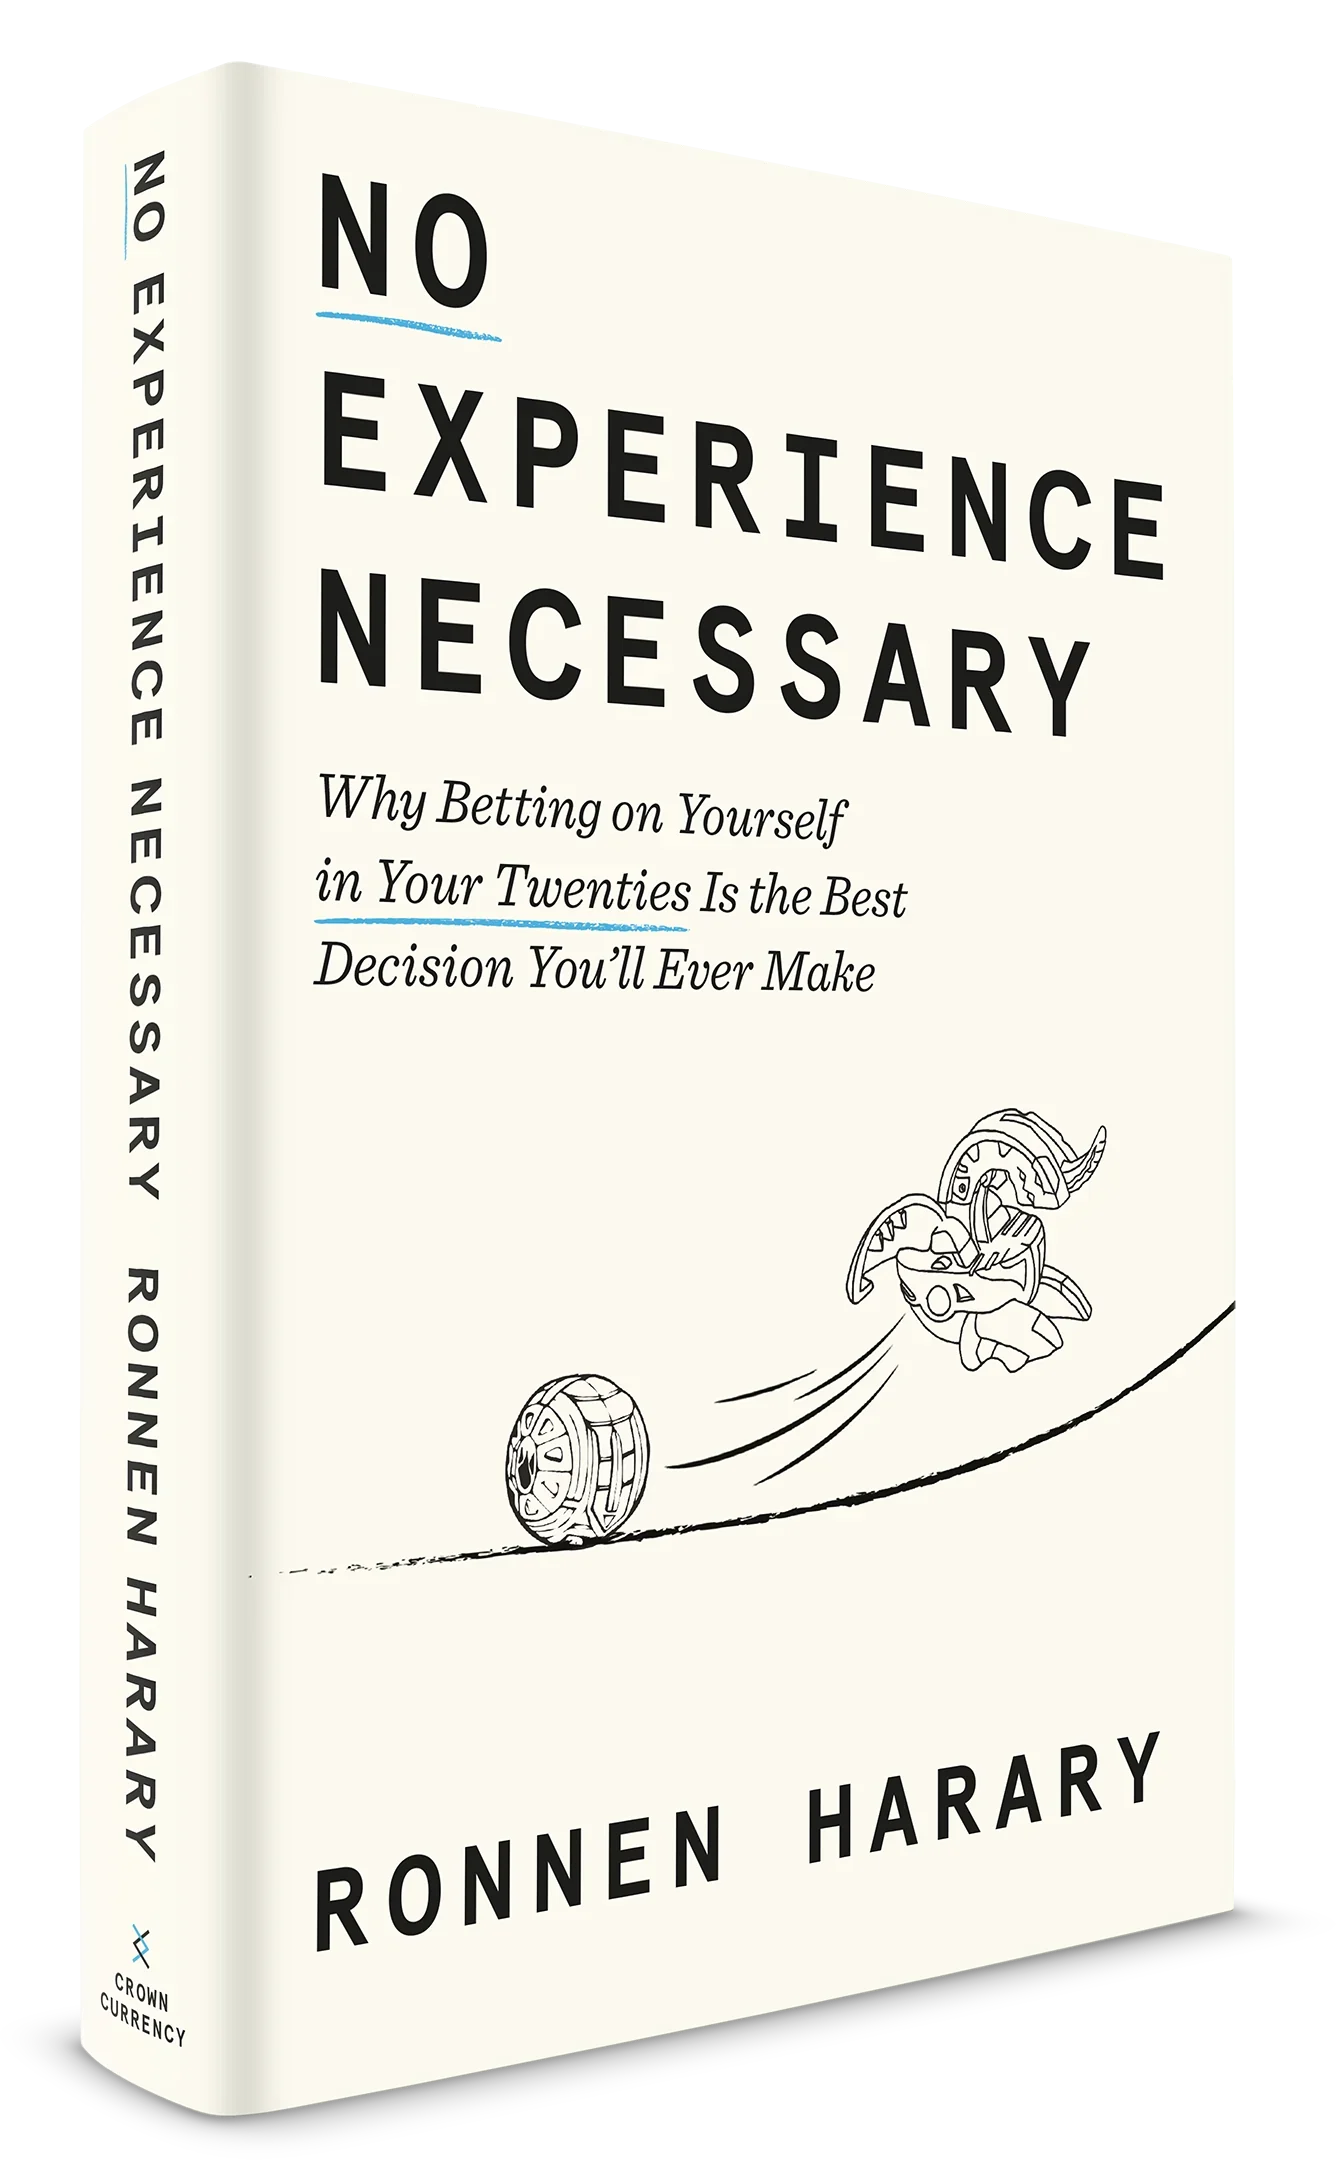 NO
EXPERIENCE
NECESSARY
Why Betting on Yourself
in Your Twenties Is the Best
Decision You'll Ever Make
RONNEN HARARY
NO EXPERIENCE NECESSARY RONNEN HARARY
CROWN
CURRENCY